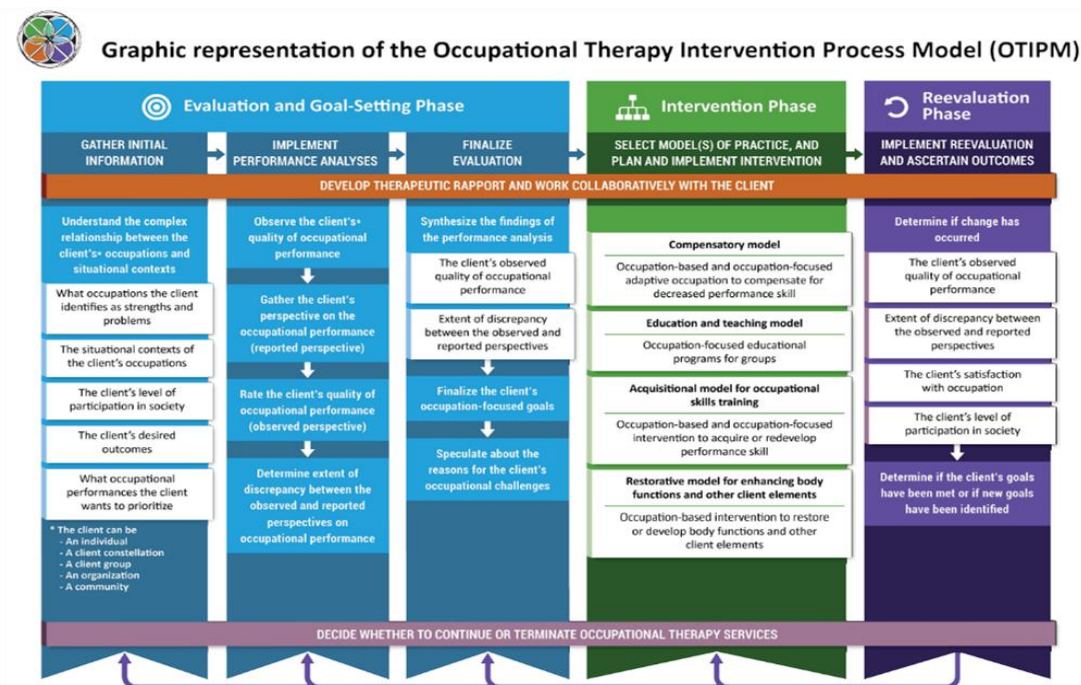 Graphic representation of the Occupational Therapy Intervention Process Model (OTIPM)
Evaluation and Goal-Setting Phase
GATHER INITIAL
INFORMATION
IMPLEMENT
PERFORMANCE ANALYSES
FINALIZE
EVALUATION
Intervention Phase
SELECT MODEL(S) OF PRACTICE, AND
PLAN AND IMPLEMENT INTERVENTION
Reevaluation
Phase
IMPLEMENT REEVALUATION
AND ASCERTAIN OUTCOMES
DEVELOP THERAPEUTIC RAPPORT AND WORK COLLABORATIVELY WITH THE CLIENT
Understand the complex
relationship between the
client's* occupations and
situational contexts
What occupations the client
identifies as strengths and
problems
The situational contexts of
the client's occupations
The client's level of
participation in society
The client's desired
outcomes
What occupational
performances the client
wants to prioritize
* The client can be
- An individual
- A client constellation
- A client group
- An organization
- A community
Observe the client's*
quality of occupational
performance
Gather the client's
perspective on the
occupational performance
(reported perspective)
Rate the client's quality of
occupational performance
(observed perspective)
Determine extent of
discrepancy between the
observed and reported
perspectives on
occupational performance
Synthesize the findings of
the performance analysis
The client's observed
quality of occupational
performance
Extent of discrepancy
between the observed and
reported perspectives
Finalize the client's
occupation-focused goals
Speculate about the
reasons for the client's
occupational challenges
Compensatory model
Occupation-based and occupation-focused
adaptive occupation to compensate for
decreased performance skill
Education and teaching model
Occupation-focused educational
programs for groups
Acquisitional model for occupational
skills training
Occupation-based and occupation-focused
intervention to acquire or redevelop
performance skill
Restorative model for enhancing body
functions and other client elements
Occupation-based intervention to restore
or develop body functions and other
client elements
Determine if change has
occurred
The client's observed
quality of occupational
performance
Extent of discrepancy between
the observed and reported
perspectives
The client's satisfaction
with occupation
The client's level of
participation in society
Determine if the client's goals
have been met or if new goals
have been identified
DECIDE WHETHER TO CONTINUE OR TERMINATE OCCUPATIONAL THERAPY SERVICES